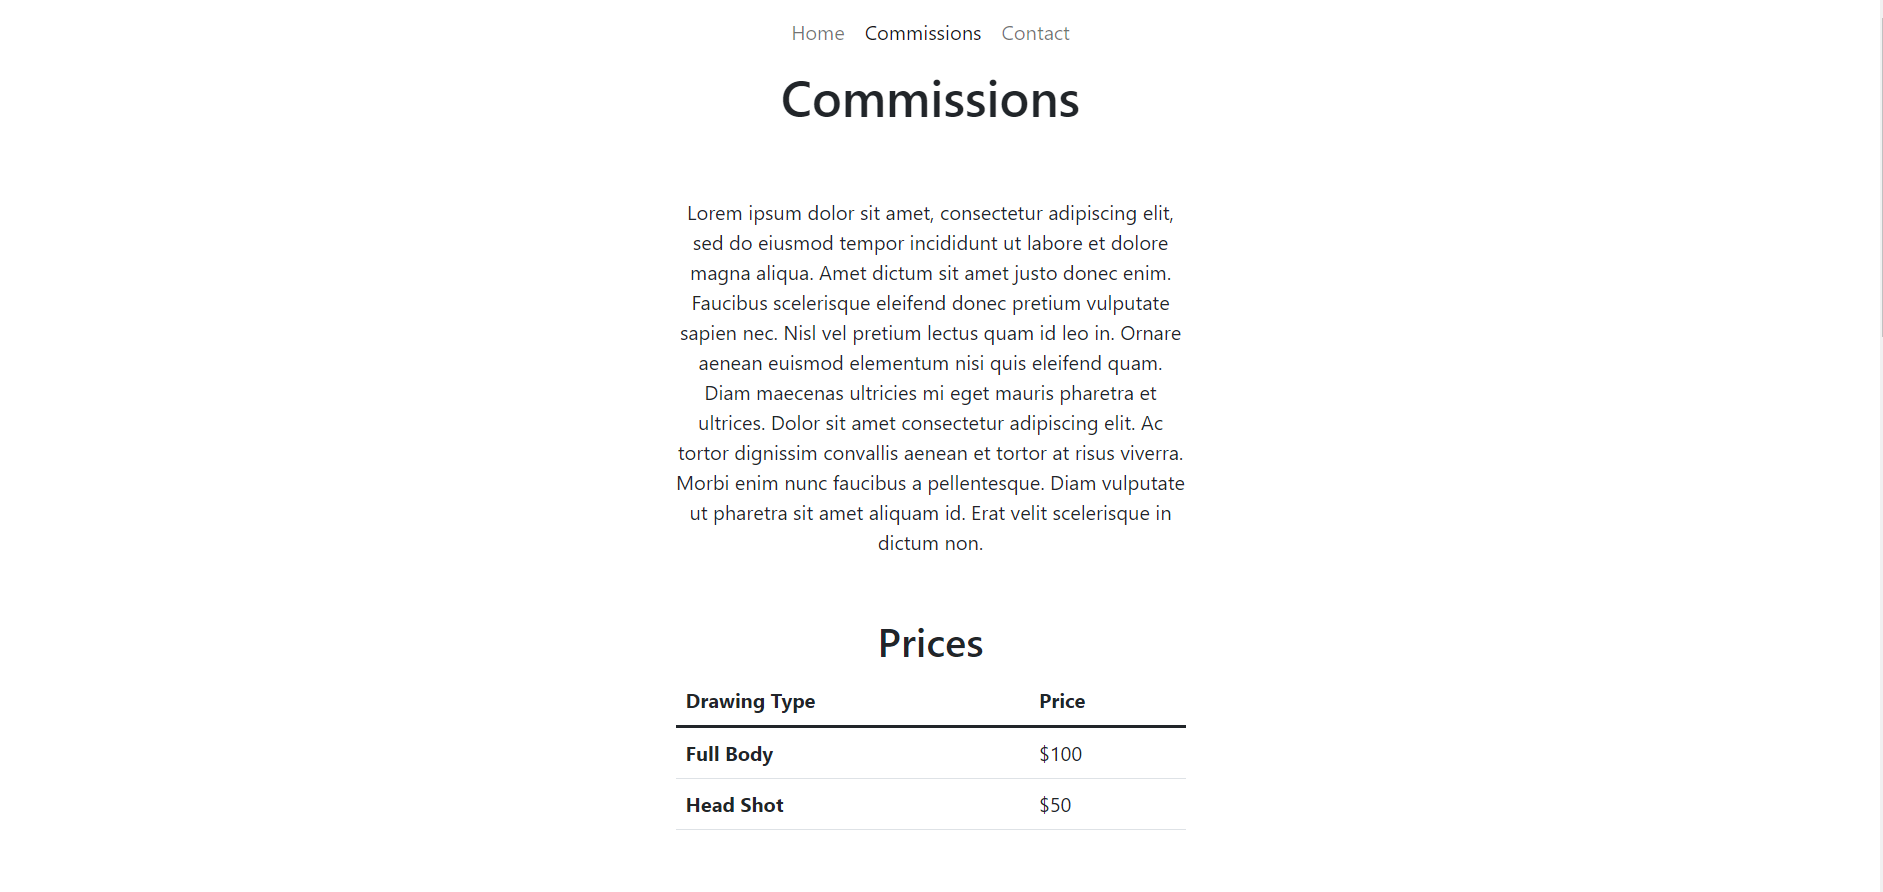 Home Commissions Contact
Commissions
Lorem ipsum dolor sit amet, consectetur adipiscing elit,
sed do eiusmod tempor incididunt ut labore et dolore
magna aliqua. Amet dictum sit amet justo donec enim.
Faucibus scelerisque eleifend donec pretium vulputate
sapien nec. Nisl vel pretium lectus quam id leo in. Ornare
aenean euismod elementum nisi quis eleifend quam.
Diam maecenas ultricies mi eget mauris pharetra et
ultrices. Dolor sit amet consectetur adipiscing elit. Ac
tortor dignissim convallis aenean et tortor at risus viverra.
Morbi enim nunc faucibus a pellentesque. Diam vulputate
ut pharetra sit amet aliquam id. Erat velit scelerisque in
dictum non.
Prices
Drawing Type Price
Full Body $100
Head Shot $50